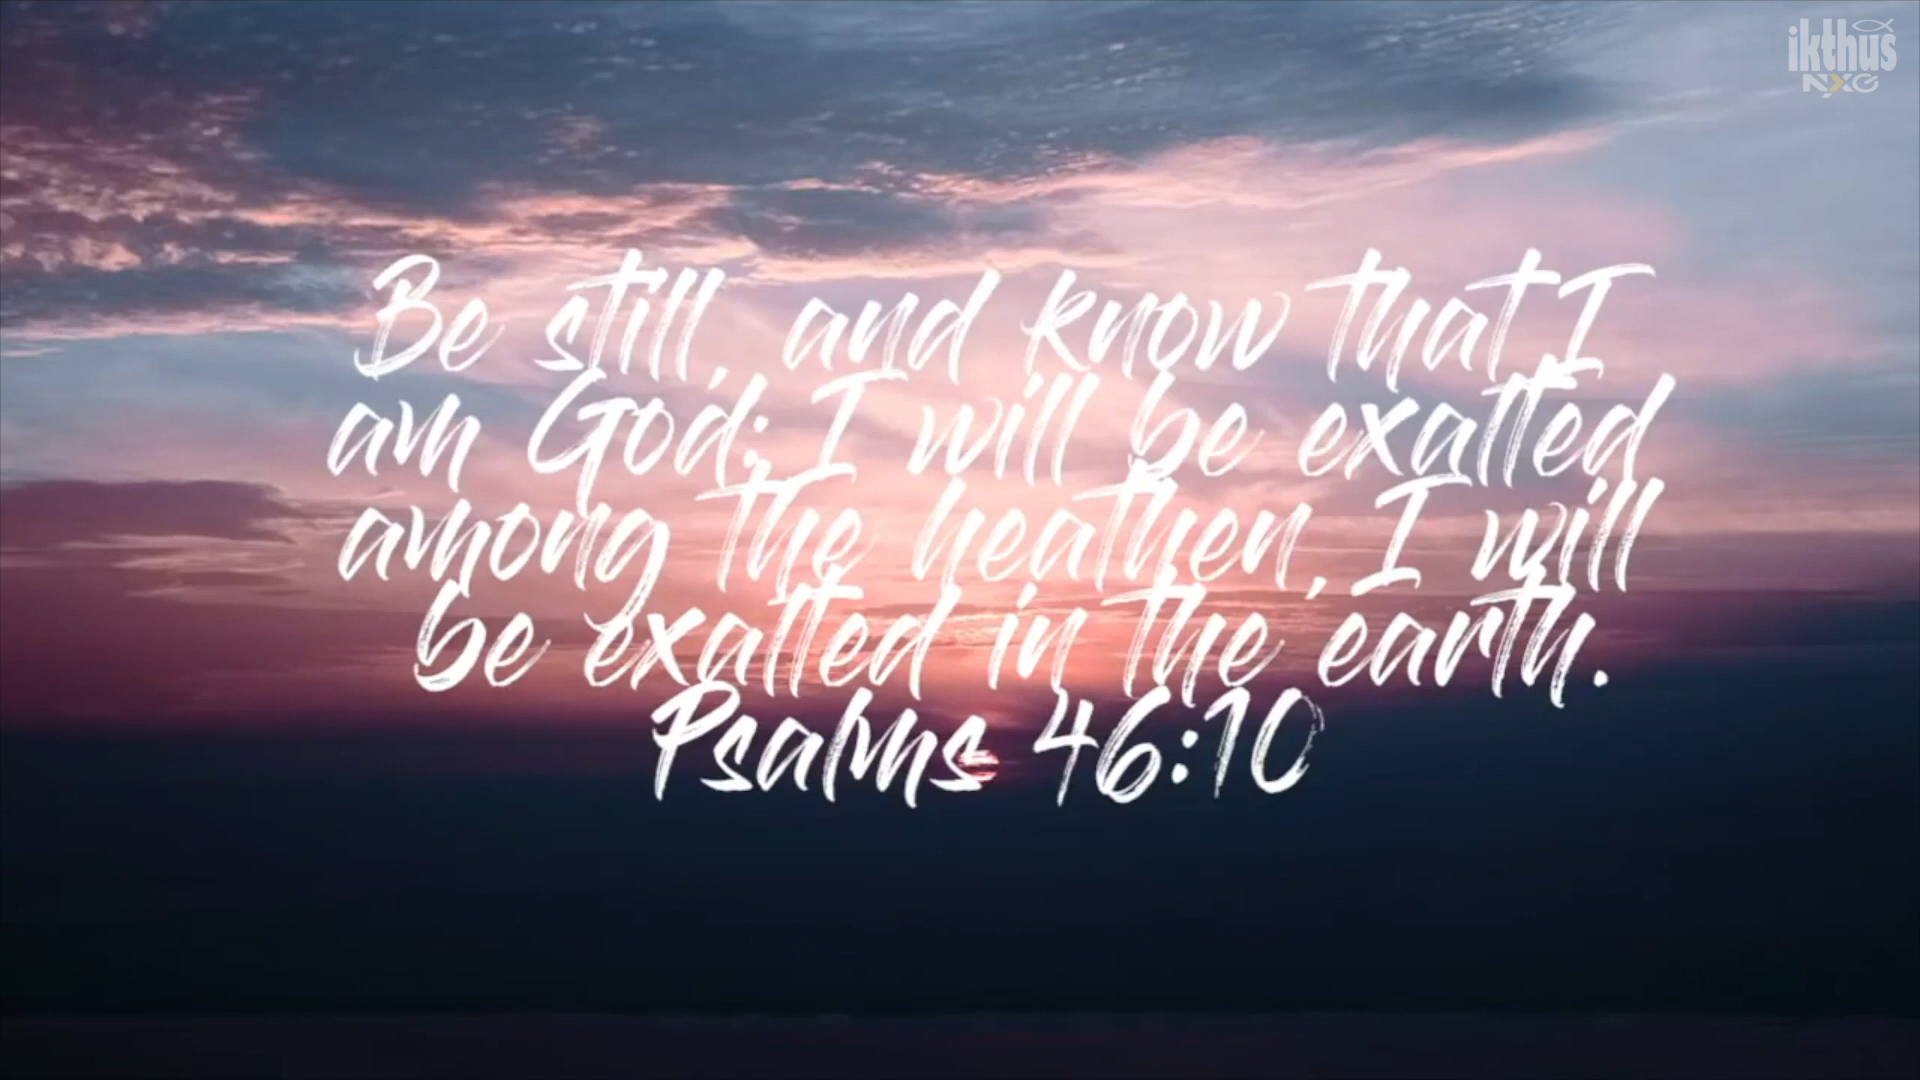 ikthus
NXG
Be still, and know that I
am God; I will be exalted
among the heathen, I will
be exalted in the earth.
Psalms 46:10